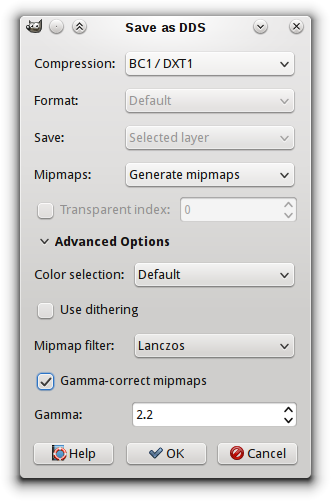 Save as DDS
Compression: BC1 / DXT1
Format: Default
Save: Selected layer
Mipmaps: Generate mipmaps
Transparent index: 0
Advanced Options
Color selection: Default
Use dithering
Mipmap filter: Lanczos
Gamma-correct mipmaps
Gamma: 2.2
Help OK Cancel